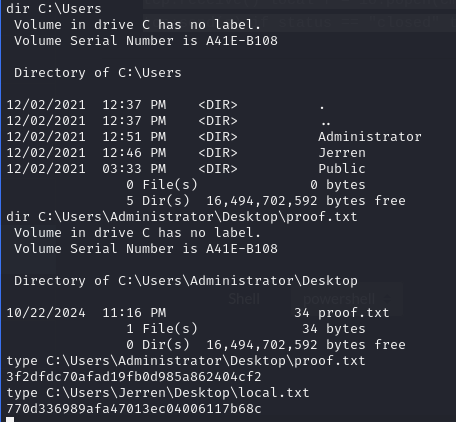 dir C:\Users
 Volume in drive C has no label.
 Volume Serial Number is A41E-B108

 Directory of C:\Users

12/02/2021  12:37 PM    <DIR>          .
12/02/2021  12:37 PM    <DIR>          ..
12/02/2021  12:51 PM    <DIR>          Administrator
12/02/2021  12:46 PM    <DIR>          Jerren
12/02/2021  03:33 PM    <DIR>          Public
               0 File(s)              0 bytes
               5 Dir(s)  16,494,702,592 bytes free
dir C:\Users\Administrator\Desktop\proof.txt
 Volume in drive C has no label.
 Volume Serial Number is A41E-B108

 Directory of C:\Users\Administrator\Desktop

Shell powershell
10/22/2024  11:16 PM                34 proof.txt
               1 File(s)             34 bytes
               0 Dir(s)  16,494,702,592 bytes free
type C:\Users\Administrator\Desktop\proof.txt
3f2dfdc70afad19fb0d985a862404cf2
type C:\Users\Jerren\Desktop\local.txt
770d336989afa47013ec04006117b68c